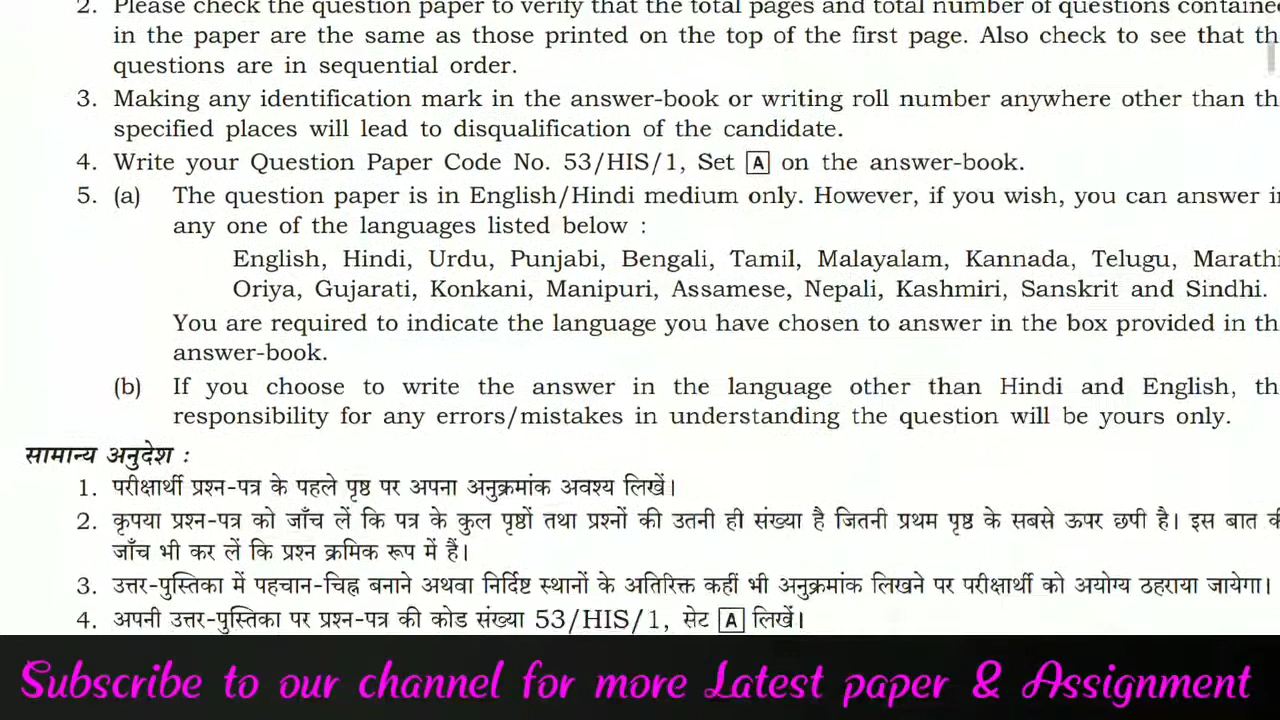 2. Please check the question paper to verify that the total pages and total number of questions
in the paper are the same as those printed on the top of the first page. Also check to see that
questions are in sequential order.
3. Making any identification mark in the answer-book or writing roll number anywhere other than
specified places will lead to disqualification of the candidate.
4. Write your Question Paper Code No. 53/HIS/1, Set A on the answer-book.
5. (a) The question paper is in English/Hindi medium only. However, if you wish, you can answer
any one of the languages listed below :
English, Hindi, Urdu, Punjabi, Bengali, Tamil, Malayalam, Kannada, Telugu, Marathi
Oriya, Gujarati, Konkani, Manipuri, Assamese, Nepali, Kashmiri, Sanskrit and Sindhi.
You are required to indicate the language you have chosen to answer in the box provided in
answer-book.
(b) If you choose to write the answer in the language other than Hindi and English,
responsibility for any errors/mistakes in understanding the question will be yours only.
सामान्य अनुदेश :
1. परीक्षार्थी प्रश्न-पत्र के पहले पृष्ठ पर अपना अनुक्रमांक अवश्य लिखें।
2. कृपया प्रश्न-पत्र को जाँच लें कि पत्र के कुल पृष्ठों तथा प्रश्नों की उतनी ही संख्या है जितनी प्रथम पृष्ठ के सबसे ऊपर छपी है। इस बात
जाँच भी कर लें कि प्रश्न क्रमिक रूप में हैं।
3. उत्तर-पुस्तिका में पहचान-चिह्न बनाने अथवा निर्दिष्ट स्थानों के अतिरिक्त कहीं भी अनुक्रमांक लिखने पर परीक्षार्थी को अयोग्य ठहराया जायेगा।
4. अपनी उत्तर-पुस्तिका पर प्रश्न-पत्र की कोड संख्या 53/HIS/1, सेट A लिखें।
Subscribe to our channel for more Latest paper & Assignment